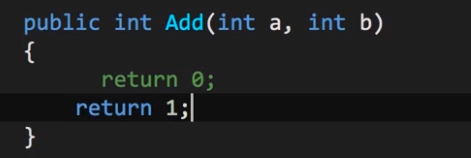 public int Add(int a, int b)
{
return 0;
return 1;
}